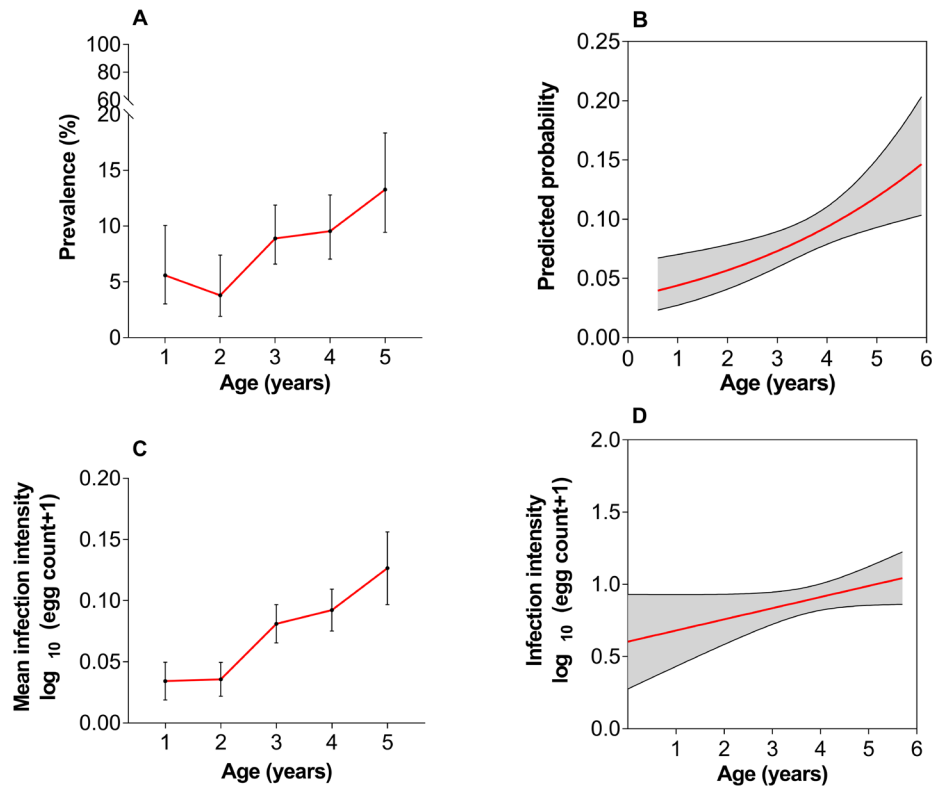 A
Prevalence (%)
100
80
60
20
15
10
5
0
1 2 3 4 5
Age (years)
B
Predicted probability
0.25
0.20
0.15
0.10
0.05
0.00
0 1 2 3 4 5 6
Age (years)
C
Mean infection intensity
log 10 (egg count+1)
0.20
0.15
0.10
0.05
0.00
1 2 3 4 5
Age (years)
D
Infection intensity
log 10 (egg count+1)
2.0
1.5
1.0
0.5
0.0
1 2 3 4 5 6
Age (years)